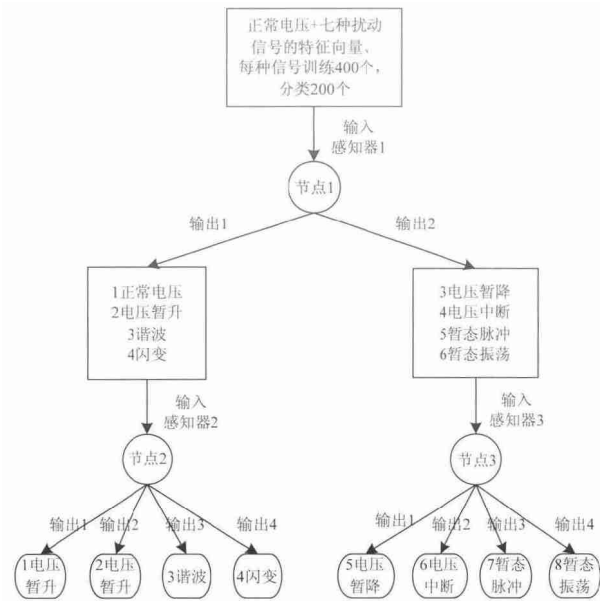 正常电压+七种扰动
信号的特征向量、
每种信号训练400个，
分类200个
输入
感知器1
节点1
输出1
输出2
1正常电压
2电压暂升
3谐波
4闪变
3电压暂降
4电压中断
5暂态脉冲
6暂态振荡
输入
感知器2
输入
感知器3
节点2
节点3
输出1
输出2
输出3
输出4
输出1
输出2
输出3
输出4
1电压
暂升
2电压
暂升
3谐波
4闪变
5电压
暂降
6电压
中断
7暂态
脉冲
8暂态
振荡